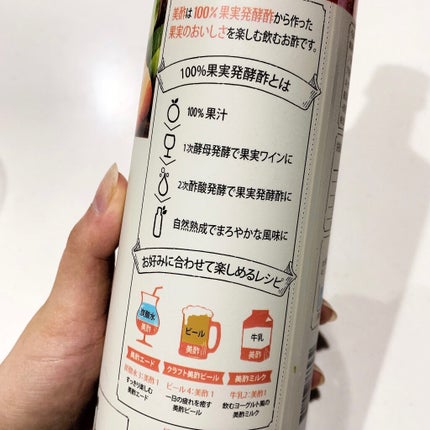 美酢は100%果実発酵酢から作った
果実のおいしさを楽しむ飲むお酢です。
100%果実発酵酢とは
100%果汁
1次酵母発酵で果実ワインに
2次酢酸発酵で果実発酵酢に
自然熟成でまろやかな風味に
お好みに合わせて楽しめるレシピ
炭酸水
美酢
ビール
美酢
牛乳
美酢
美酢エード
クラフト美酢ビール
美酢ミルク
炭酸水3:美酢1
すっきり楽しむ
美酢エード
ビール4:美酢1
一日の疲れを癒す
美酢ビール
牛乳2:美酢1
飲むヨーグルト風の
美酢ミルク